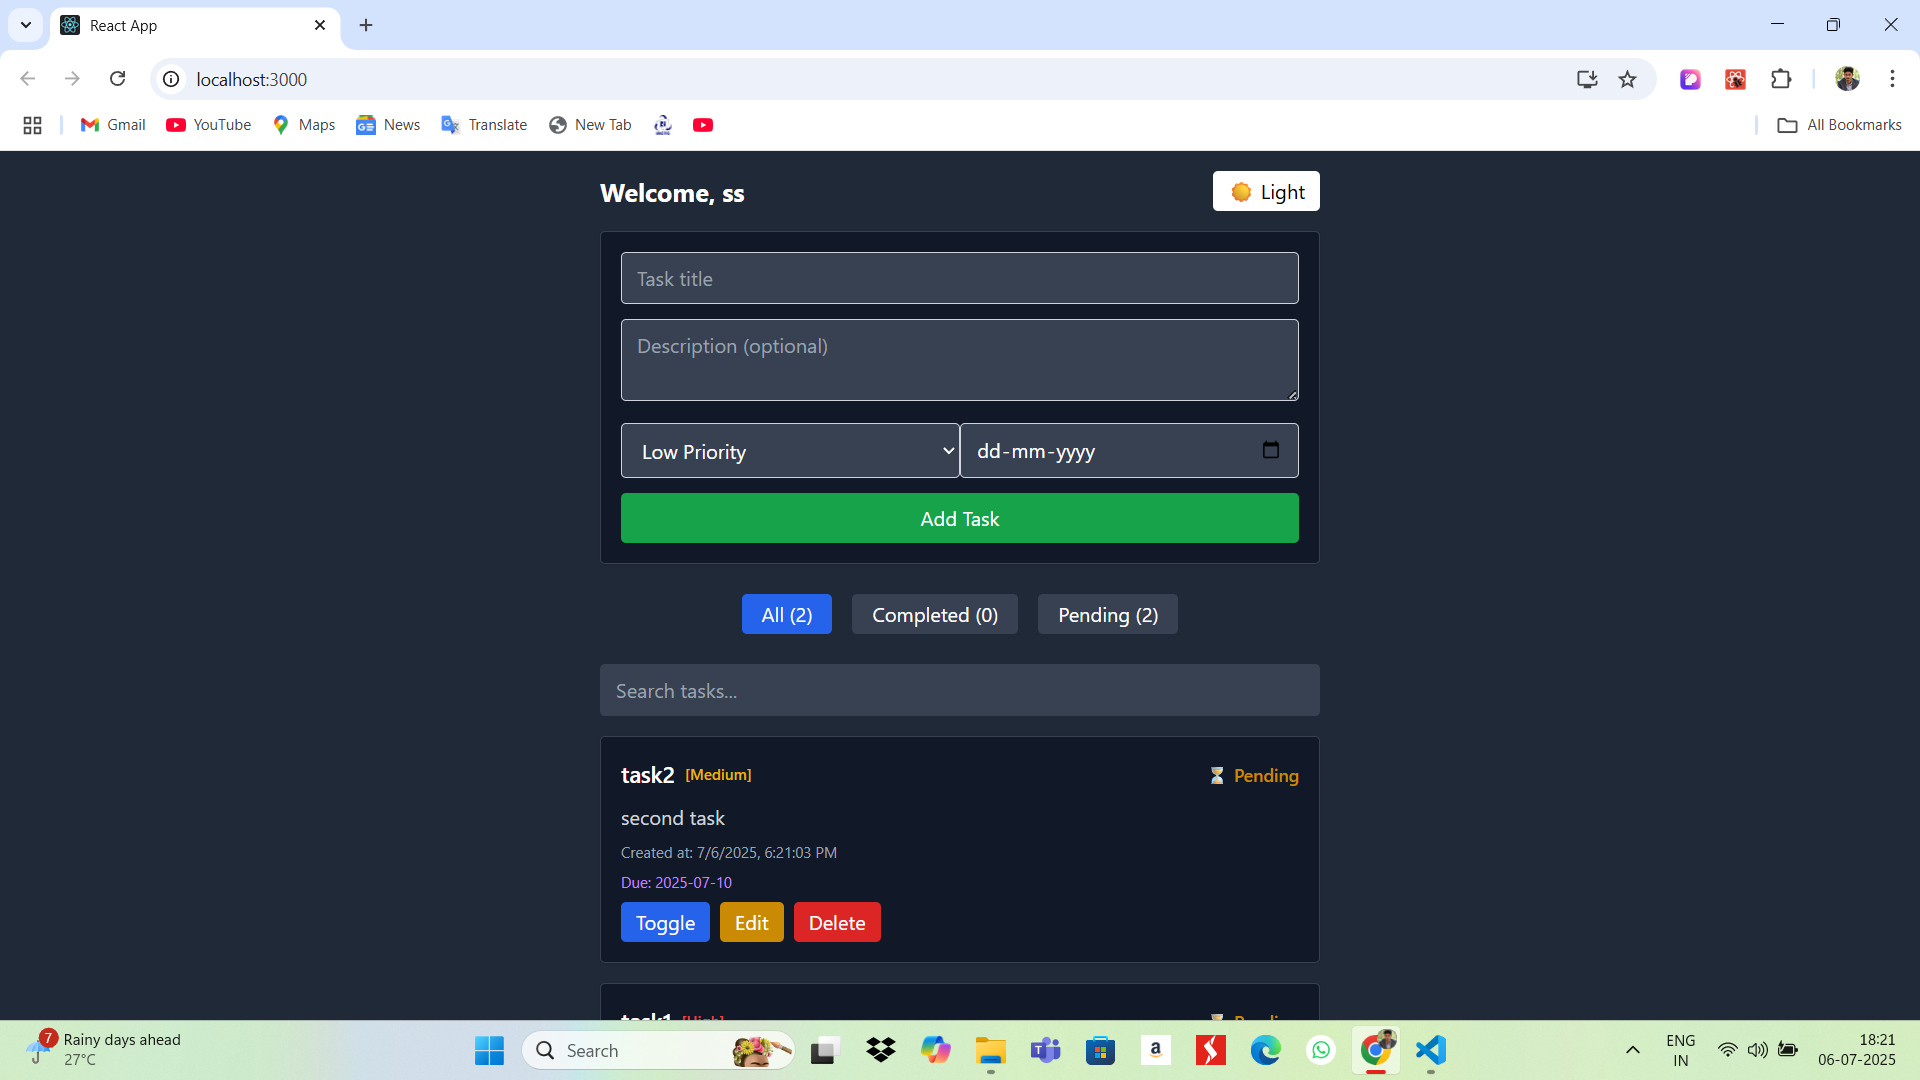 React App
localhost:3000
Gmail
YouTube
Maps
News
Translate
New Tab
All Bookmarks
Welcome, ss
Light
Task title
Description (optional)
Low Priority
dd-mm-yyyy
Add Task
All (2)
Completed (0)
Pending (2)
Search tasks...
task2 [Medium]
Pending
second task
Created at: 7/6/2025, 6:21:03 PM
Due: 2025-07-10
Toggle
Edit
Delete
task1 [High]
Pending
7
Rainy days ahead
27°C
Search
ENG
IN
18:21
06-07-2025